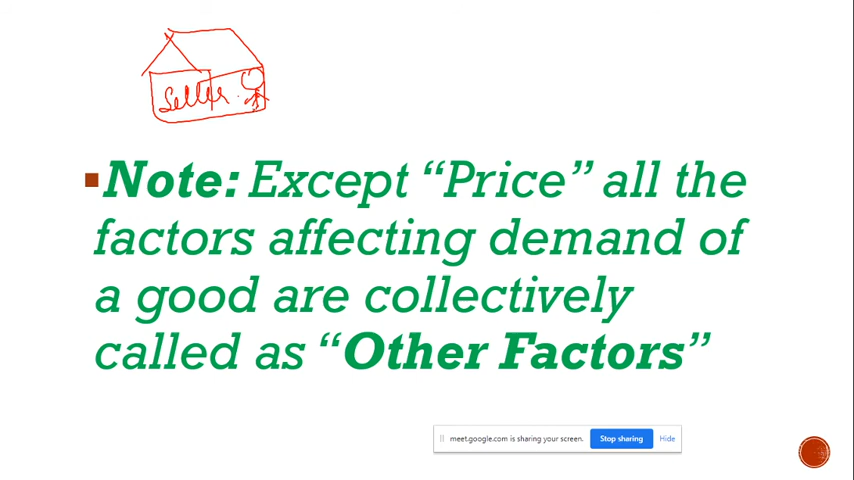 Seller
Note: Except “Price” all the
factors affecting demand of
a good are collectively
called as “Other Factors”
meet.google.com is sharing your screen. Stop sharing Hide